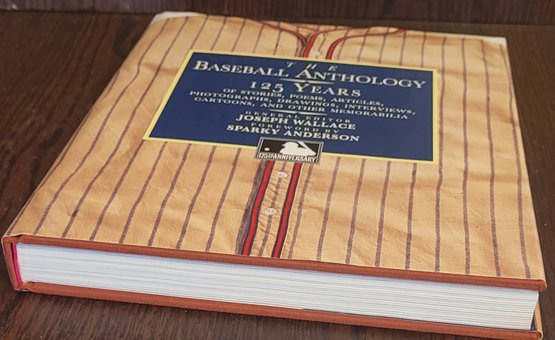 THE
BASEBALL ANTHOLOGY
125 YEARS
OF STORIES, POEMS, ARTICLES,
PHOTOGRAPHS, DRAWINGS, INTERVIEWS,
CARTOONS, AND OTHER MEMORABILIA
GENERAL EDITOR
JOSEPH WALLACE
FOREWORD BY
SPARKY ANDERSON
125TH ANNIVERSARY